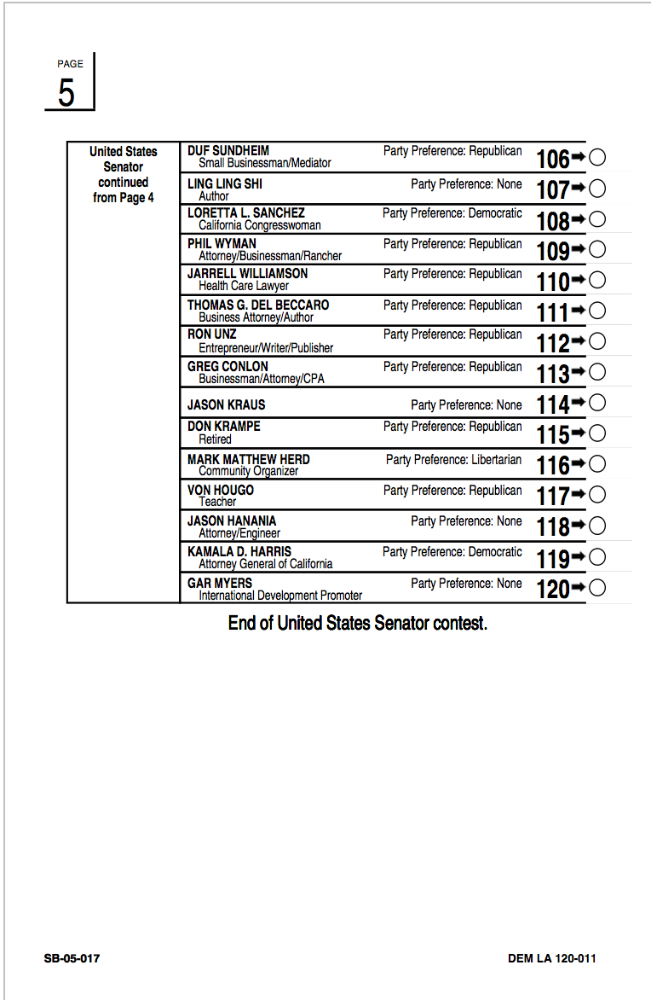 PAGE
5
United States
Senator
continued
from Page 4
DUF SUNDHEIM Party Preference: Republican 106
Small Businessman/Mediator
LING LING SHI Party Preference: None 107
Author
LORETTA L. SANCHEZ Party Preference: Democratic 108
California Congresswoman
PHIL WYMAN Party Preference: Republican 109
Attorney/Businessman/Rancher
JARRELL WILLIAMSON Party Preference: Republican 110
Health Care Lawyer
THOMAS G. DEL BECCARO Party Preference: Republican 111
Business Attorney/Author
RON UNZ Party Preference: Republican 112
Entrepreneur/Writer/Publisher
GREG CONLON Party Preference: Republican 113
Businessman/Attorney/CPA
JASON KRAUS Party Preference: None 114
DON KRAMPE Party Preference: Republican 115
Retired
MARK MATTHEW HERD Party Preference: Libertarian 116
Community Organizer
VON HOUGO Party Preference: Republican 117
Teacher
JASON HANANIA Party Preference: None 118
Attorney/Engineer
KAMALA D. HARRIS Party Preference: Democratic 119
Attorney General of California
GAR MYERS Party Preference: None 120
International Development Promoter
End of United States Senator contest.
SB-05-017 DEM LA 120-011